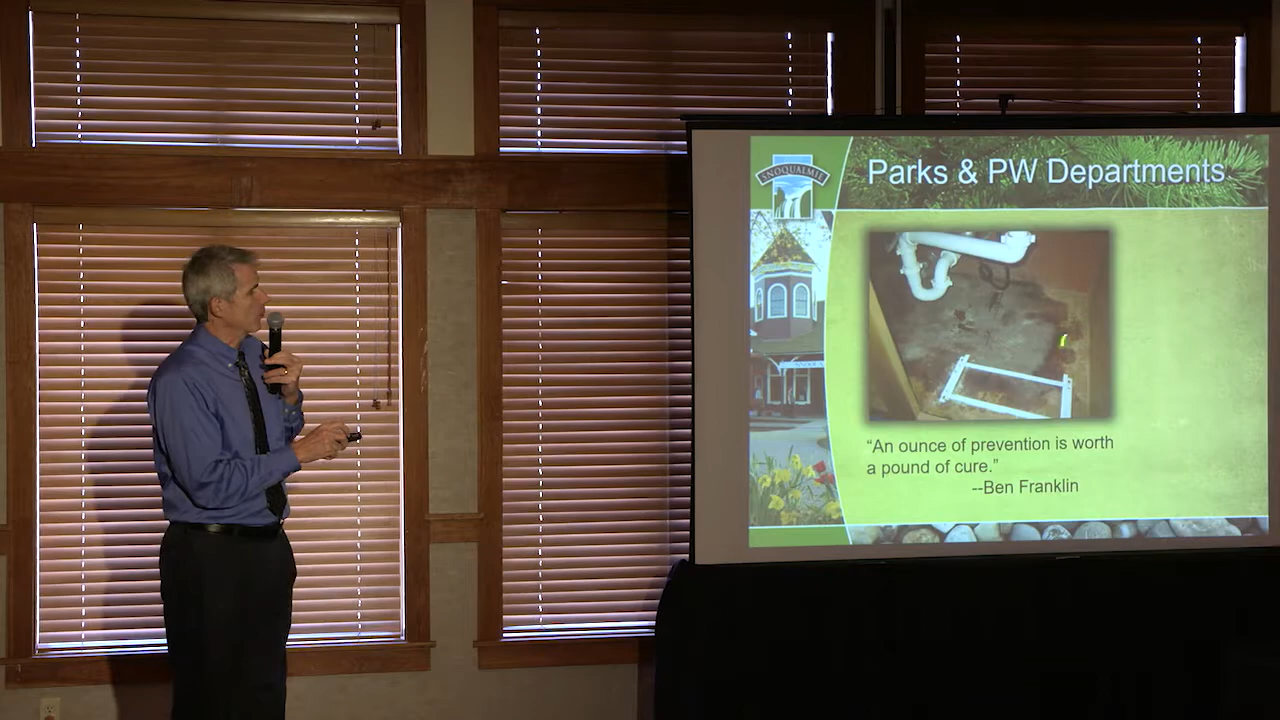 SNOQUALMIE
Parks & PW Departments
“An ounce of prevention is worth
a pound of cure.”
--Ben Franklin